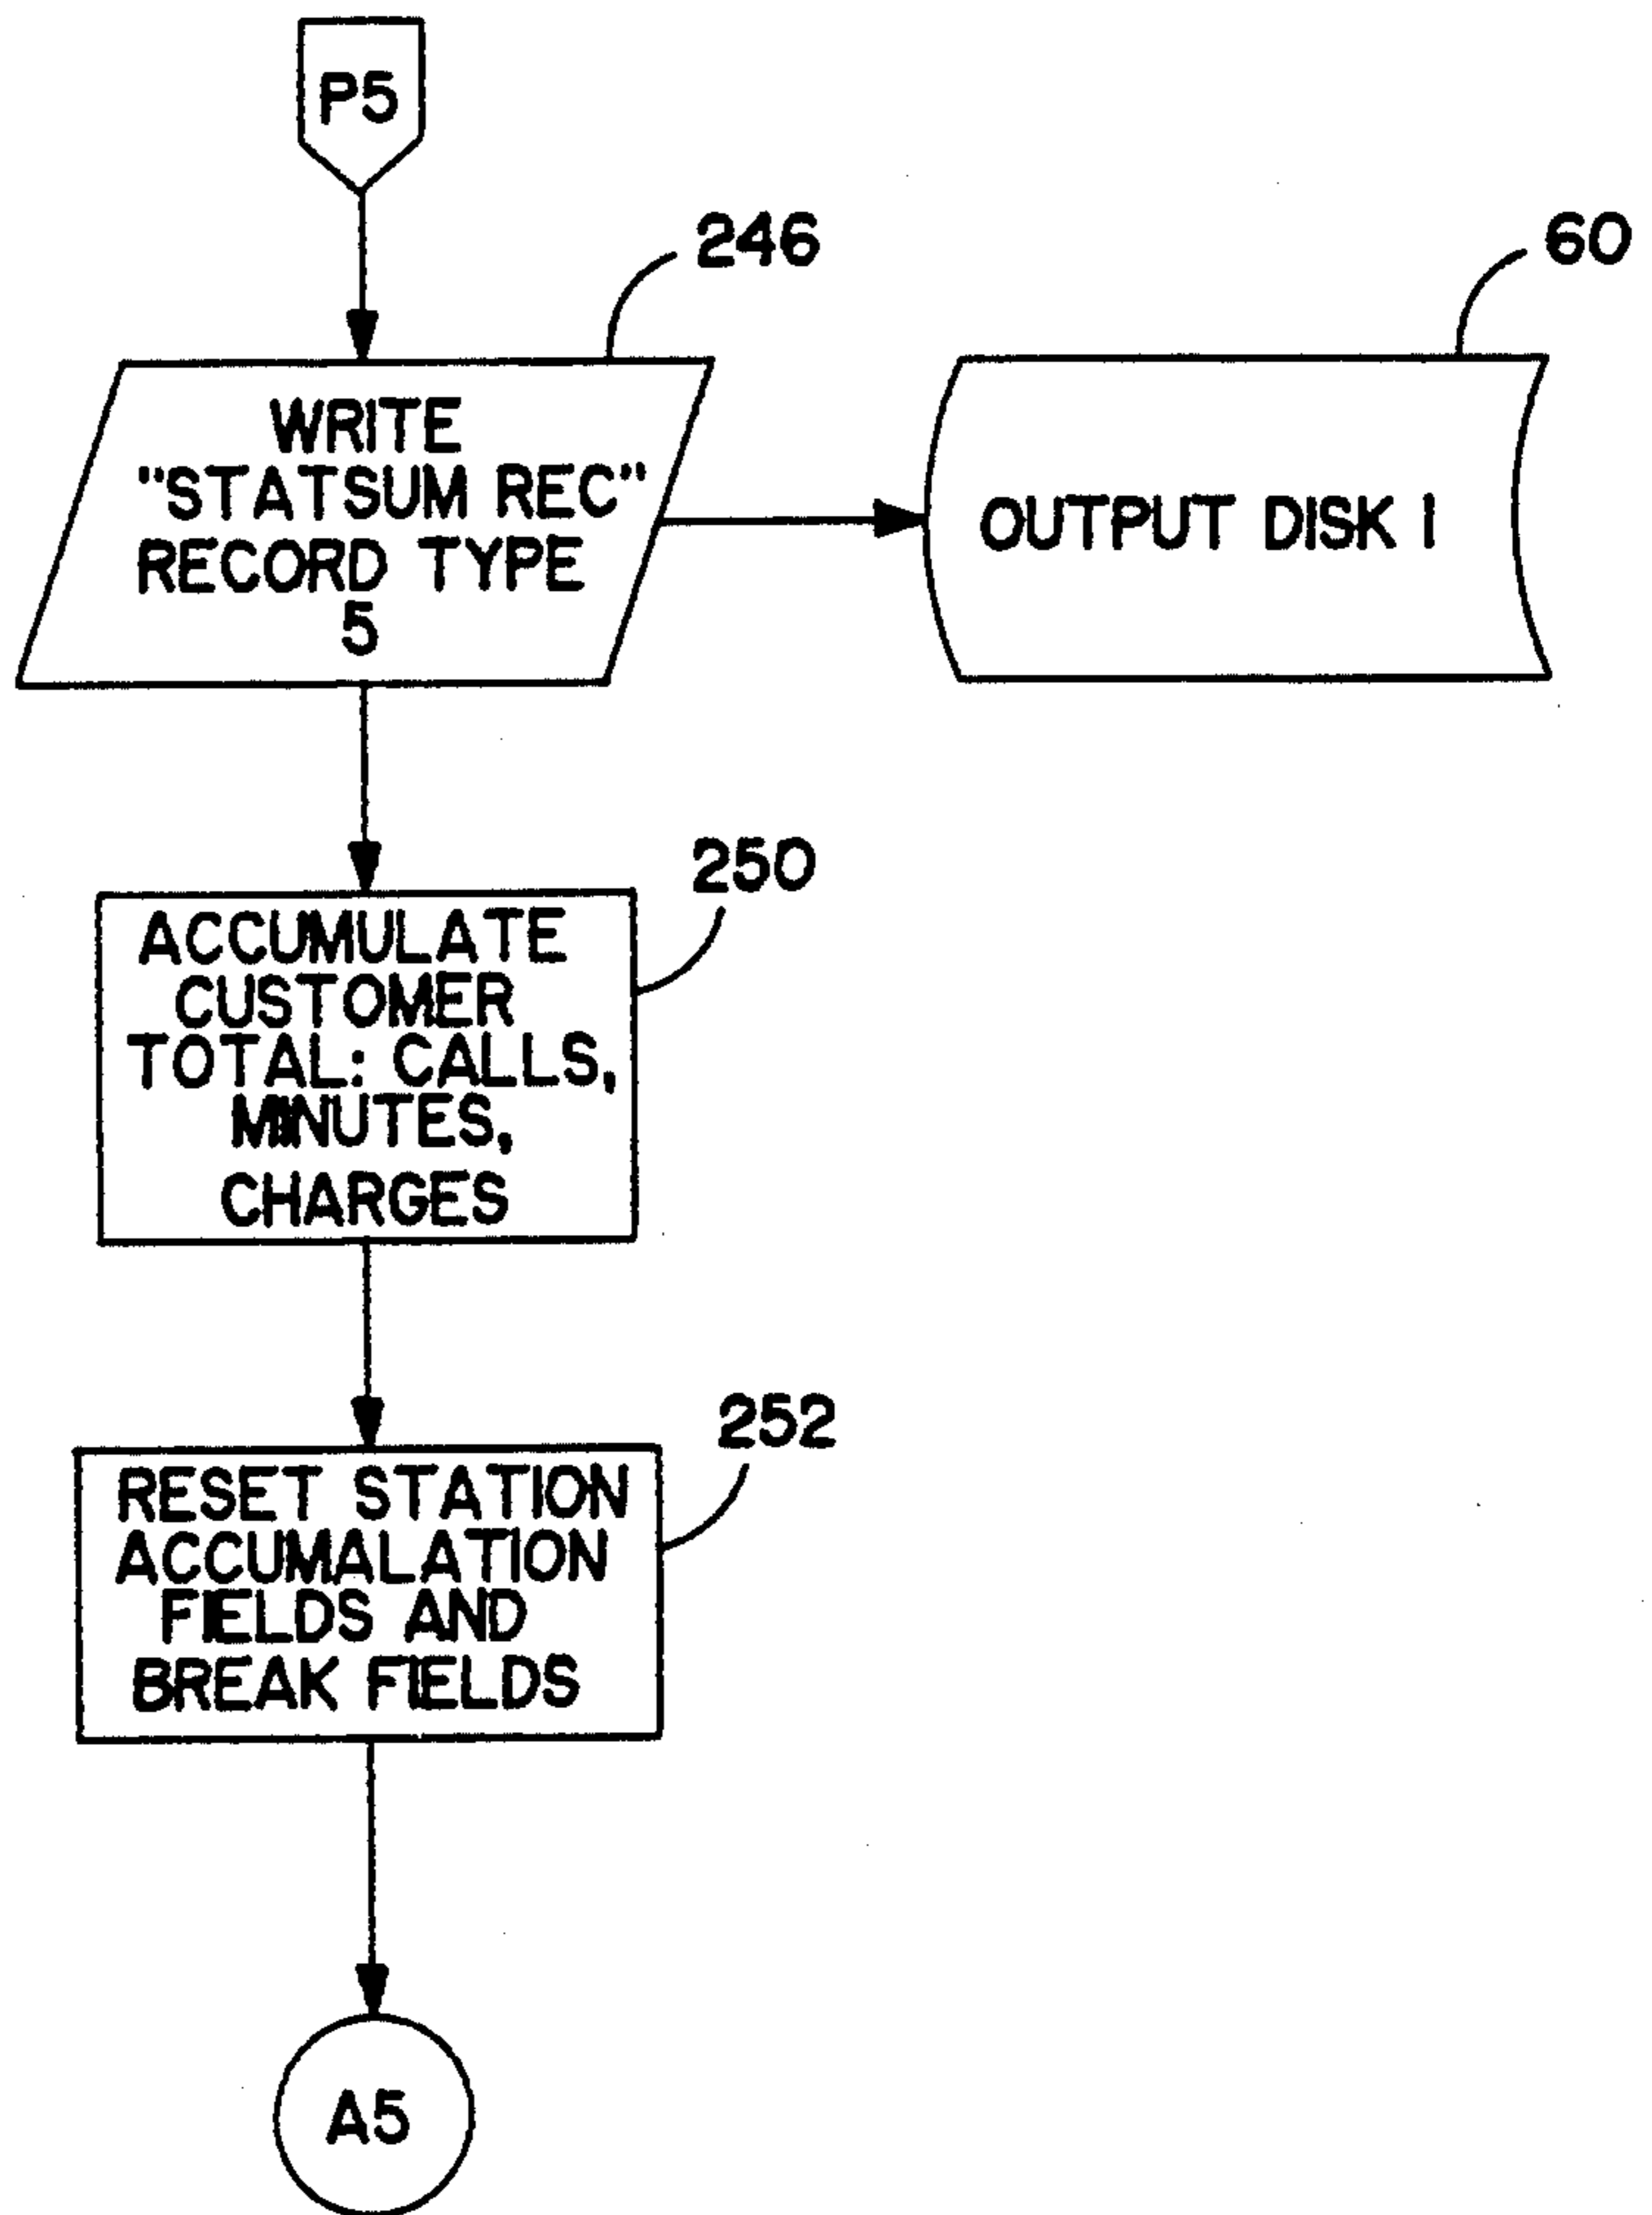 P5
246
60
WRITE
"STATSUM REC"
RECORD TYPE
5
OUTPUT DISK 1
250
ACCUMULATE
CUSTOMER
TOTAL: CALLS,
MINUTES,
CHARGES
252
RESET STATION
ACCUMALATION
FIELDS AND
BREAK FIELDS
A5